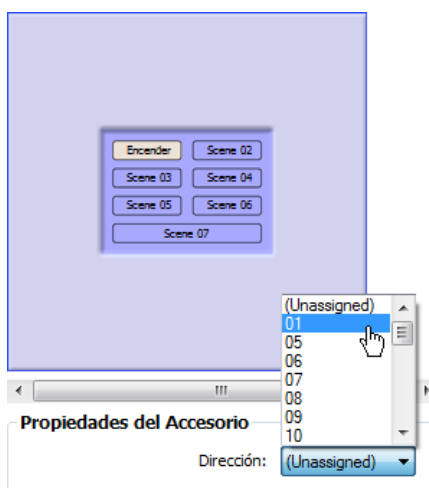 Encender Scene 02
Scene 03 Scene 04
Scene 05 Scene 06
Scene 07
(Unassigned)
01
05
06
07
08
09
10
Propiedades del Accesorio
Dirección: (Unassigned)